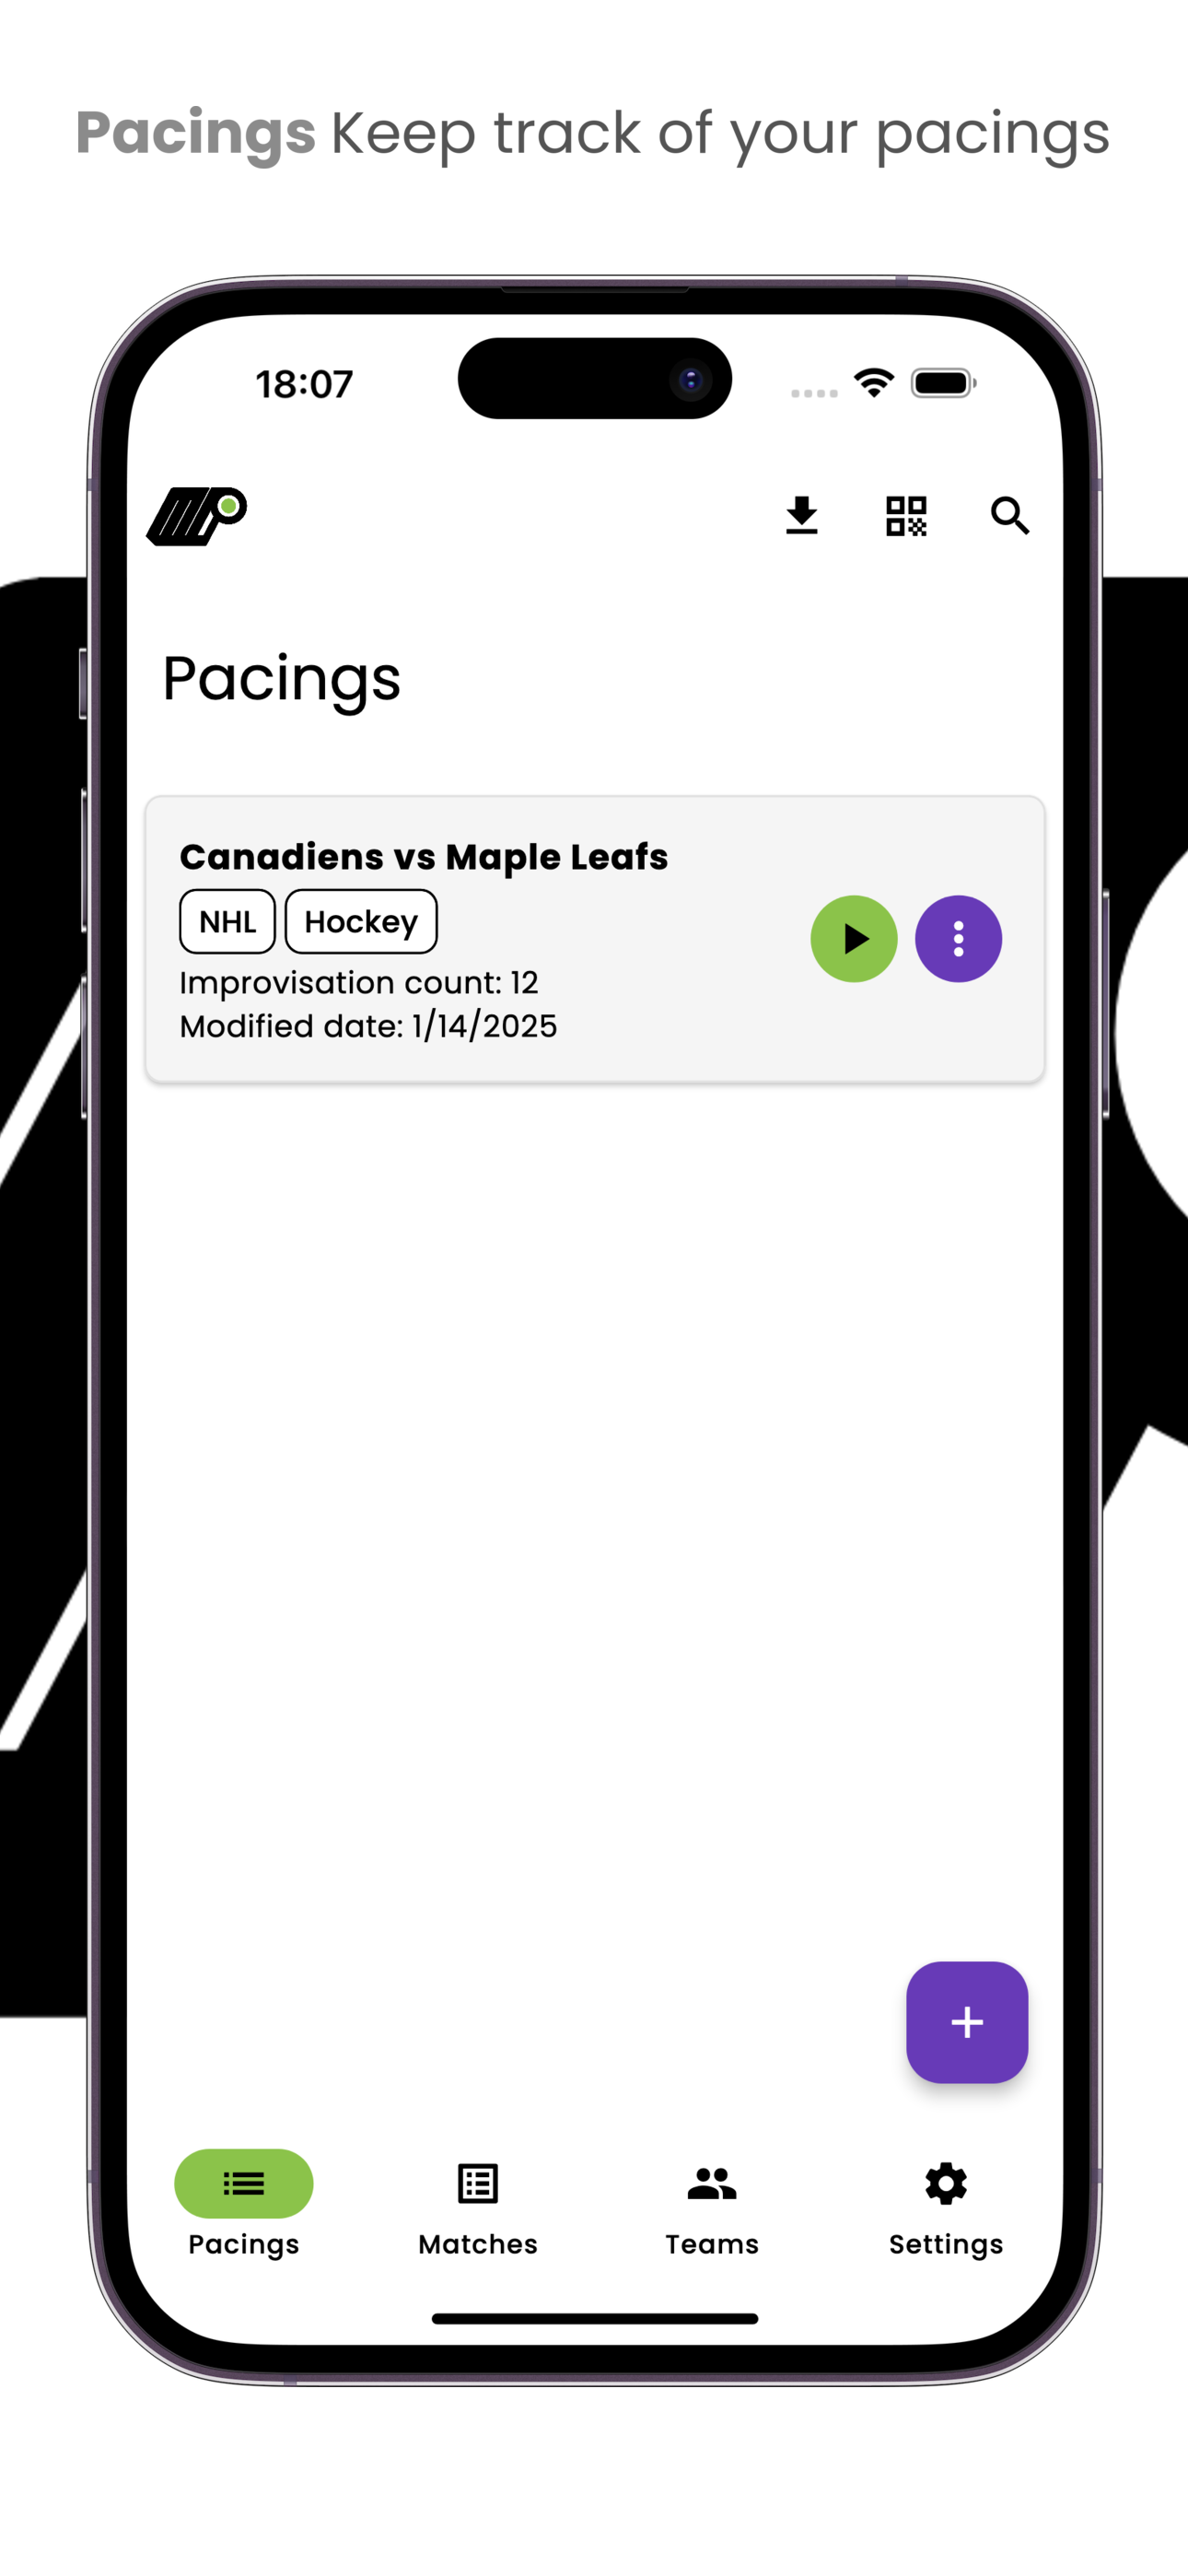 Pacings Keep track of your pacings
18:07
MP
Pacings
Canadiens vs Maple Leafs
NHL Hockey
Improvisation count: 12
Modified date: 1/14/2025
+
Pacings Matches Teams Settings